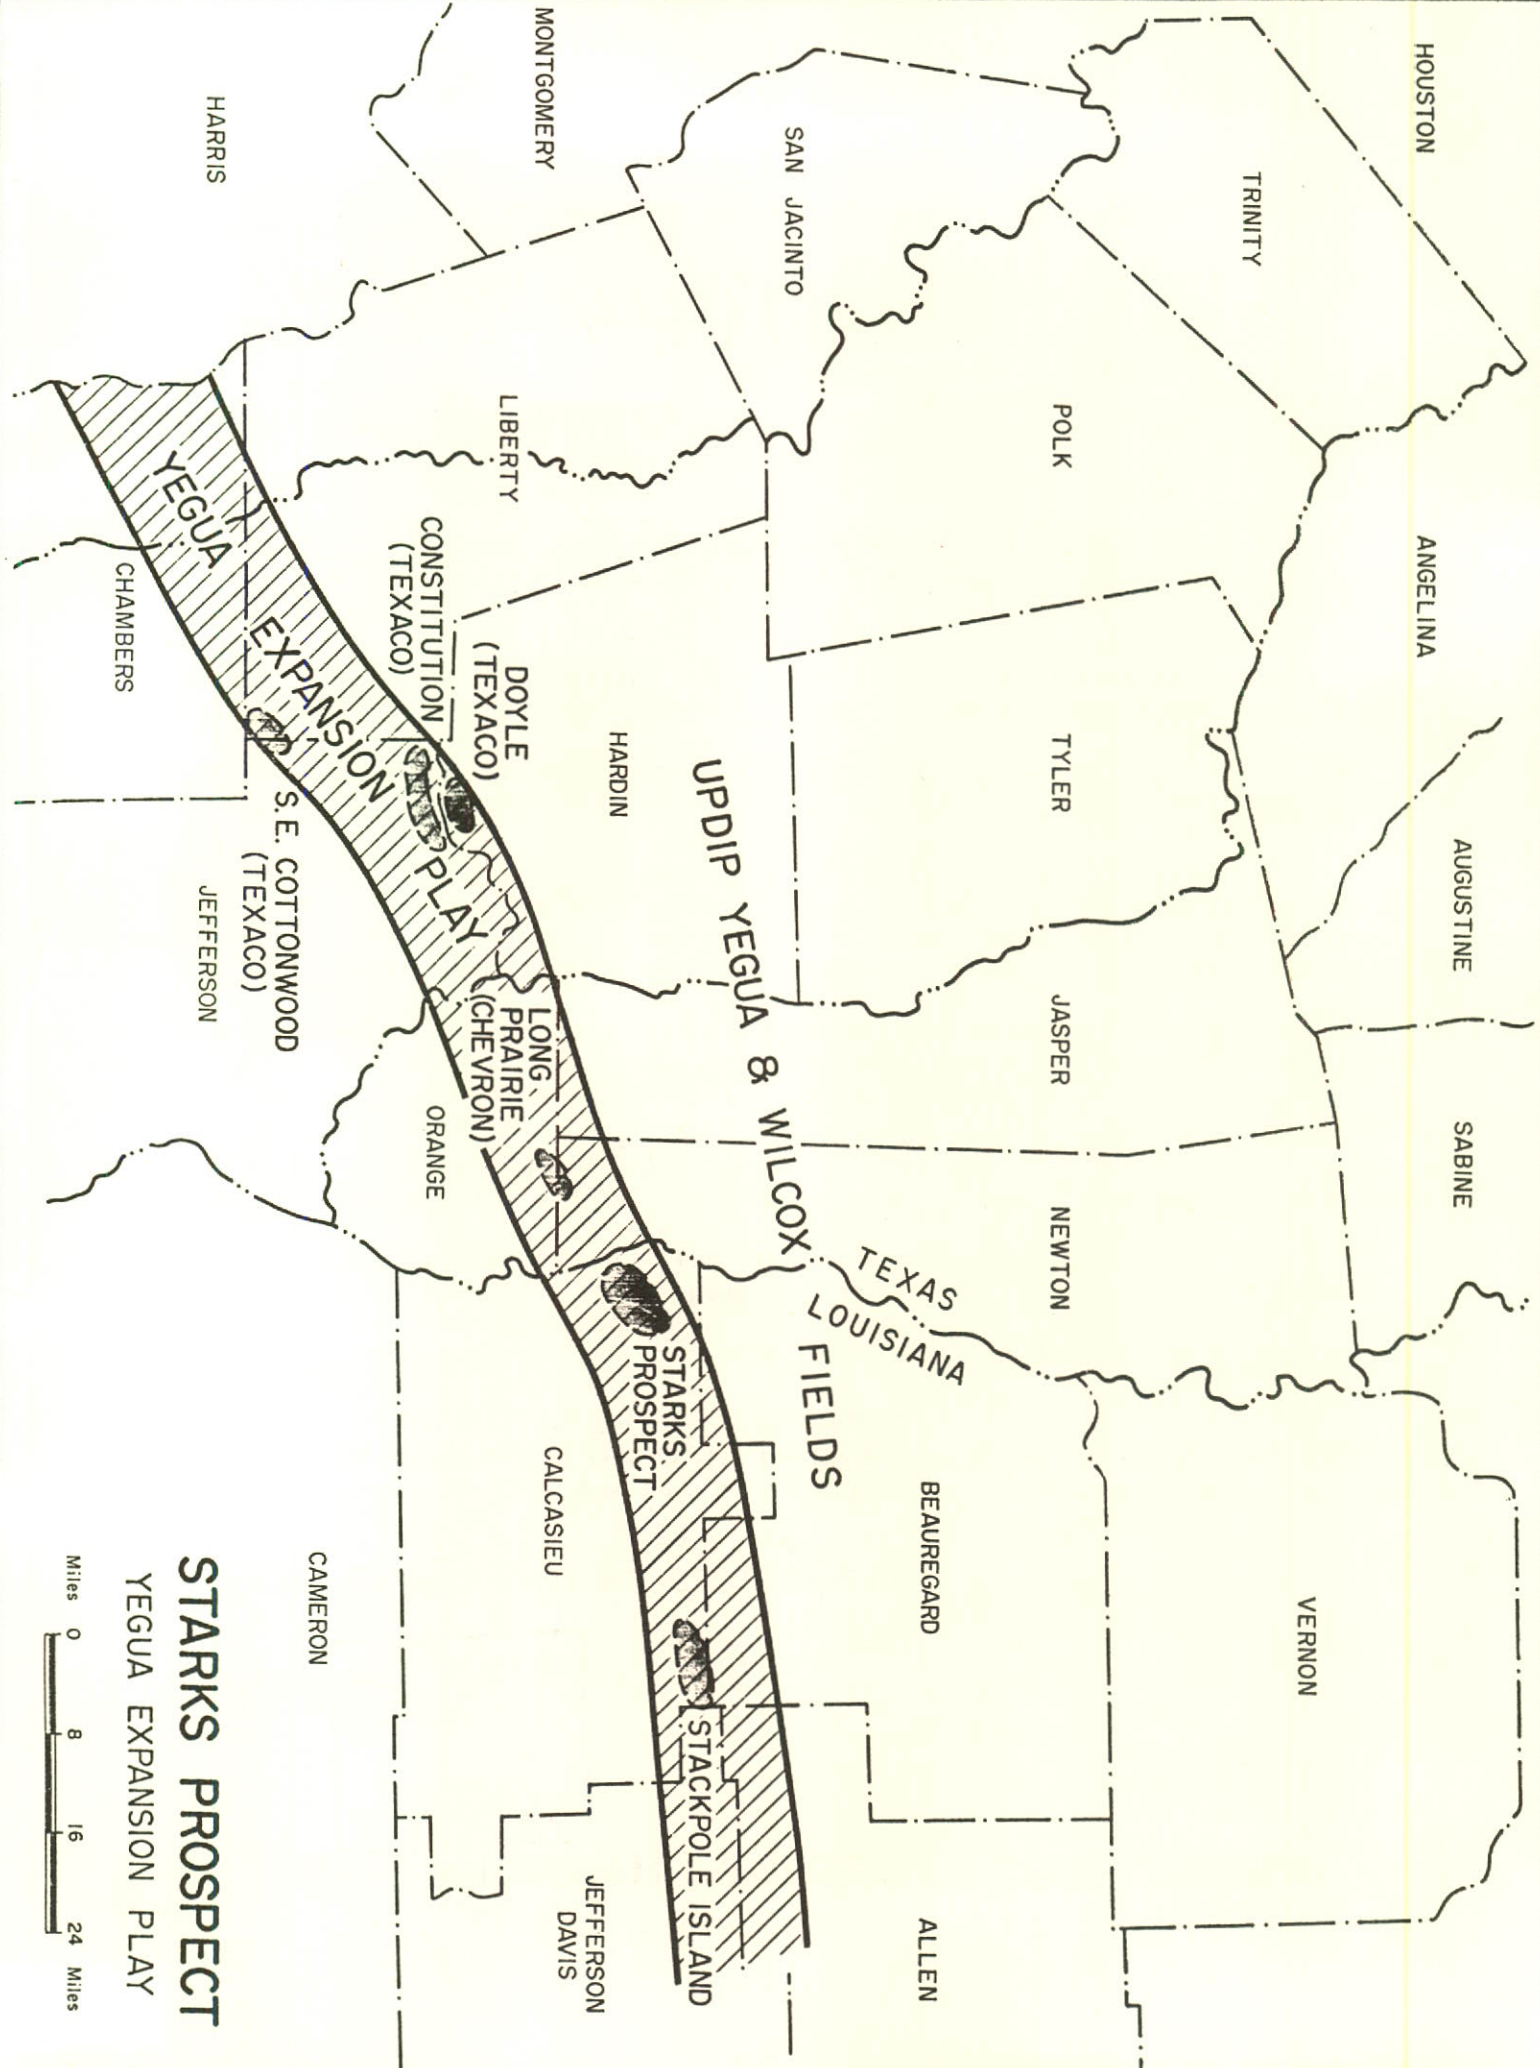 HOUSTON
TRINITY
ANGELINA
AUGUSTINE
SABINE
SAN JACINTO
POLK
TYLER
JASPER
NEWTON
VERNON
MONTGOMERY
LIBERTY
HARDIN
UPDIP YEGUA & WILCOX FIELDS
TEXAS
LOUISIANA
BEAUREGARD
ALLEN
HARRIS
CONSTITUTION
(TEXACO)
DOYLE
(TEXACO)
YEGUA EXPANSION PLAY
LONG
PRAIRIE
(CHEVRON)
STARKS
PROSPECT
STACKPOLE ISLAND
CHAMBERS
S. E. COTTONWOOD
(TEXACO)
JEFFERSON
ORANGE
CALCASIEU
JEFFERSON
DAVIS
CAMERON
STARKS PROSPECT
YEGUA EXPANSION PLAY
Miles 0 8 16 24 Miles